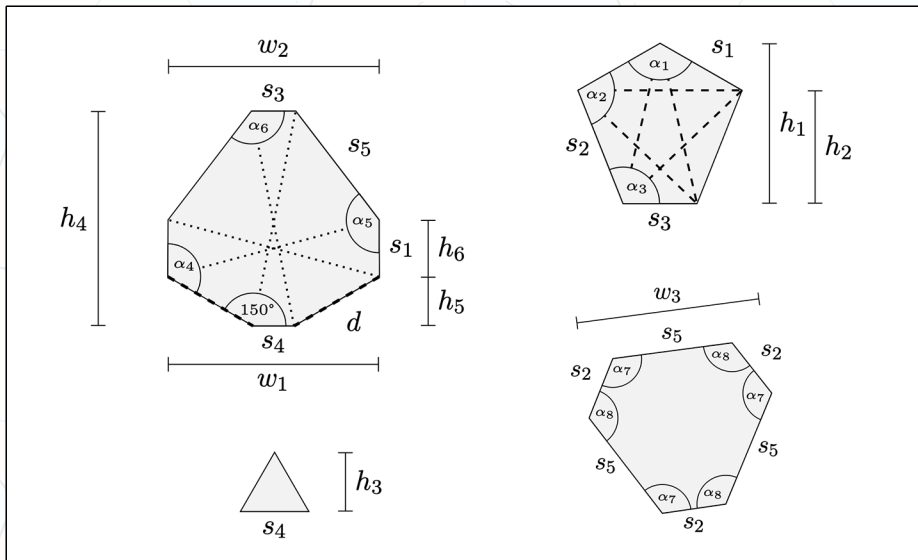 w₂
s₃
α₆
s₅
h₄
α₅
s₁
h₆
α₄
150°
h₅
d
s₄
w₁
h₃
s₄
s₁
α₁
α₂
h₁
h₂
s₂
α₃
s₃
w₃
s₅
s₂
α₈
α₇
s₂
α₇
α₈
s₅
s₅
α₇
α₈
s₂